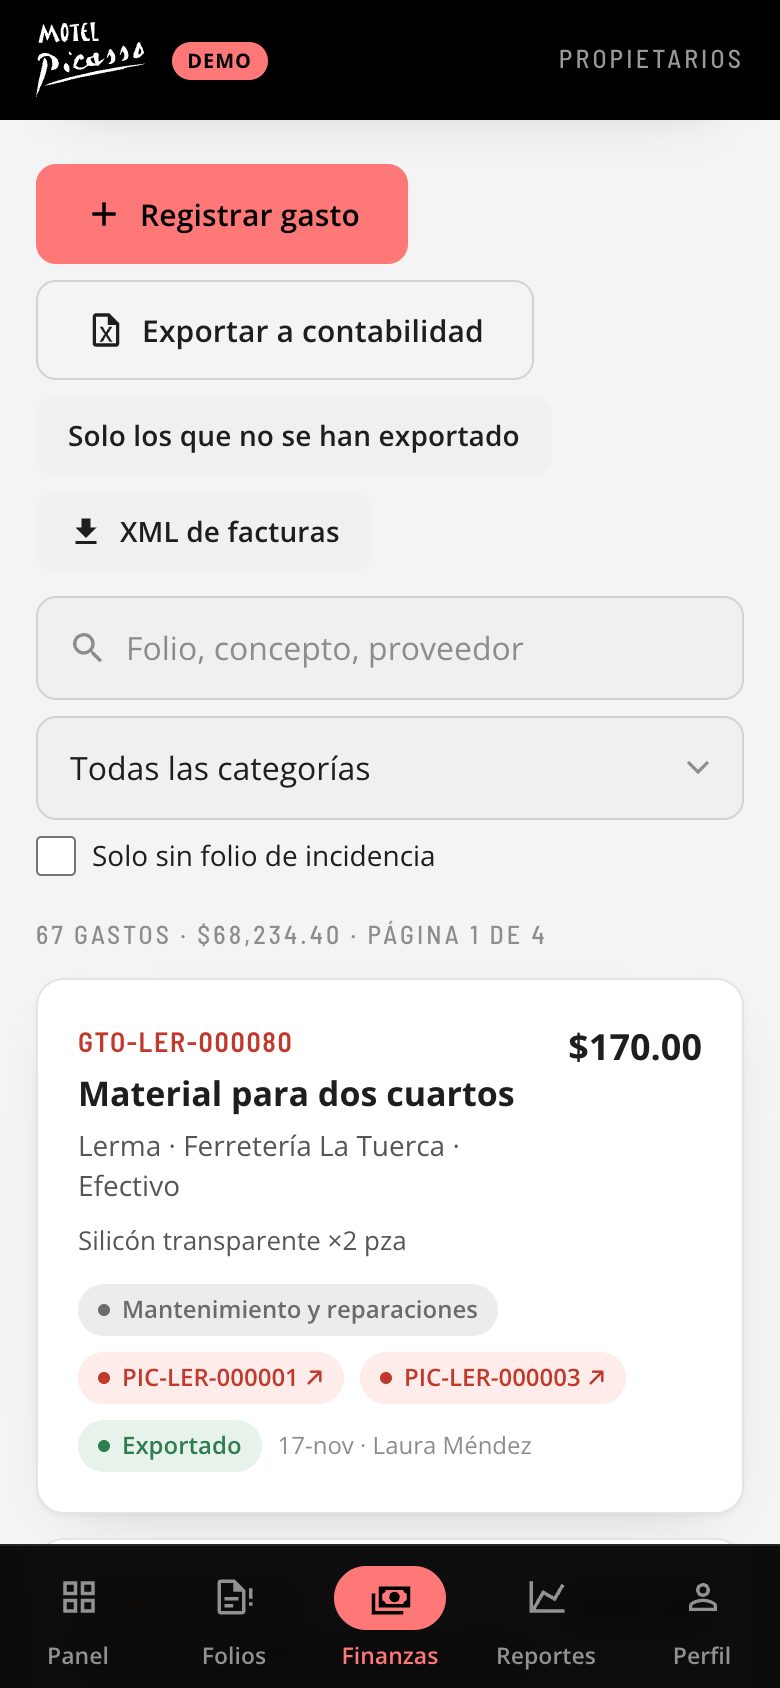 MOTEL
Picasso
DEMO
PROPIETARIOS
+ Registrar gasto
Exportar a contabilidad
Solo los que no se han exportado
XML de facturas
Folio, concepto, proveedor
Todas las categorías
Solo sin folio de incidencia
67 GASTOS · $68,234.40 · PÁGINA 1 DE 4
GTO-LER-000080
$170.00
Material para dos cuartos
Lerma · Ferretería La Tuerca ·
Efectivo
Silicón transparente ×2 pza
Mantenimiento y reparaciones
PIC-LER-000001 ↗ PIC-LER-000003 ↗
Exportado 17-nov · Laura Méndez
Panel Folios Finanzas Reportes Perfil